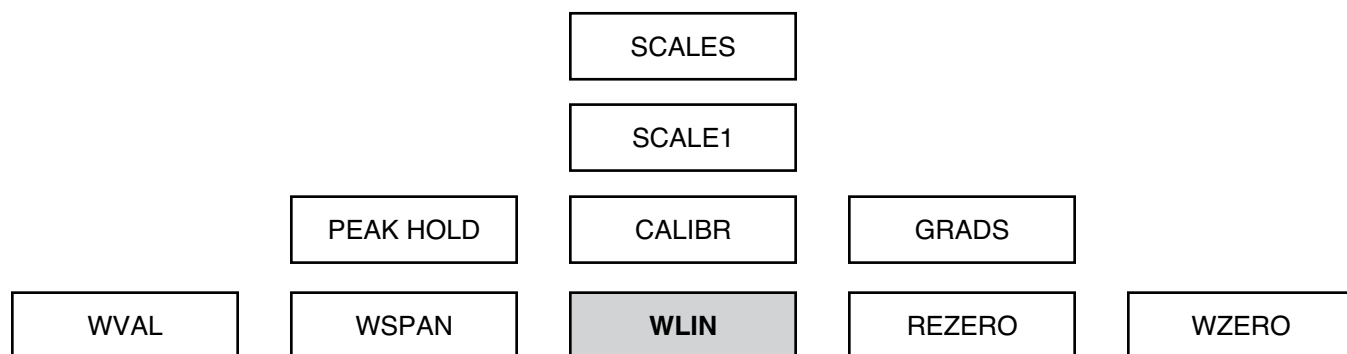 SCALES
SCALE1
PEAK HOLD CALIBR GRADS
WVAL WSPAN WLIN REZERO WZERO